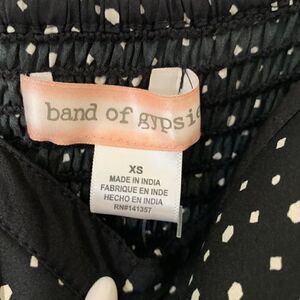 band of gypsie
XS
MADE IN INDIA
FABRIQUE EN INDE
HECHO EN INDIA
RN#141357